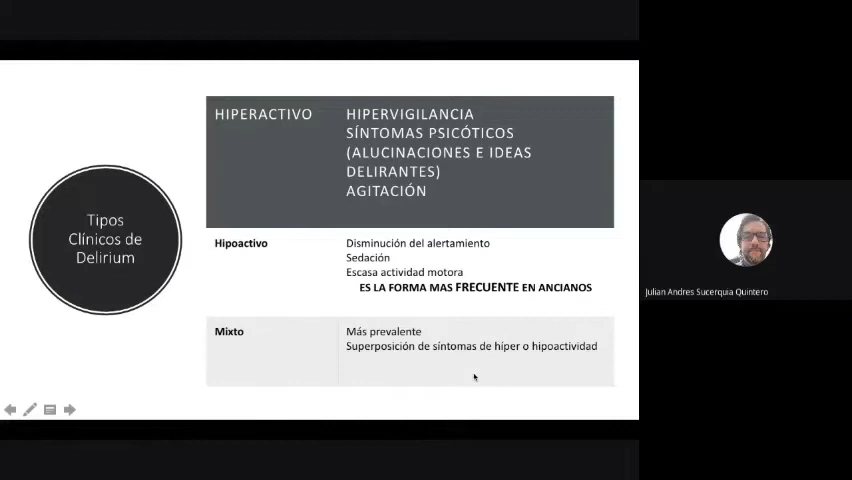 Tipos
Clínicos de
Delirium
HIPERACTIVO
HIPERVIGILANCIA
SÍNTOMAS PSICÓTICOS
(ALUCINACIONES E IDEAS
DELIRANTES)
AGITACIÓN
Hipoactivo
Disminución del alertamiento
Sedación
Escasa actividad motora
ES LA FORMA MAS FRECUENTE EN ANCIANOS
Mixto
Más prevalente
Superposición de síntomas de híper o hipoactividad
Julian Andres Sucerquia Quintero